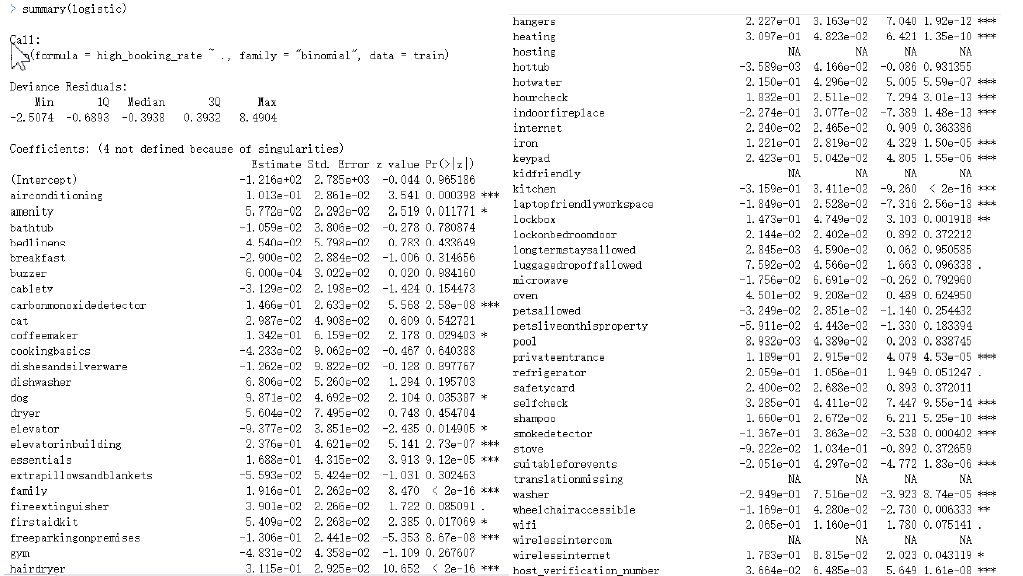 > summary(logistic)
Call:
(formula = high_booking_rate ~ ., family = "binomial", data = train)
Deviance Residuals:
Min 1Q Median 3Q Max
-2.5074 -0.6893 -0.3938 0.3932 8.4904
Coefficients: (4 not defined because of singularities)
Estimate Std. Error z value Pr(>|z|)
(Intercept) -1.216e+02 2.785e+03 -0.044 0.965186
airconditioning 1.013e-01 2.861e-02 3.541 0.000398 ***
amenity 5.772e-02 2.292e-02 2.519 0.011771 *
bathtub -1.059e-02 3.806e-02 -0.278 0.780874
bedlinens 4.540e-02 5.798e-02 0.783 0.433649
breakfast -2.900e-02 2.884e-02 -1.006 0.314656
buzzer 6.000e-04 3.022e-02 0.020 0.984160
cabletv -3.129e-02 2.198e-02 -1.424 0.154473
carbonmonoxidedetector 1.466e-01 2.633e-02 5.568 2.58e-08 ***
cat 2.987e-02 4.908e-02 0.609 0.542721
coffeemaker 1.342e-01 6.159e-02 2.178 0.029403 *
cookingbasics -4.233e-02 9.062e-02 -0.467 0.640388
dishesandsilverware -1.262e-02 9.822e-02 -0.128 0.897767
dishwasher 6.806e-02 5.260e-02 1.294 0.195703
dog 9.871e-02 4.692e-02 2.104 0.035387 *
dryer 5.604e-02 7.495e-02 0.748 0.454704
elevator -9.377e-02 3.851e-02 -2.435 0.014905 *
elevatorinbuilding 2.376e-01 4.621e-02 5.141 2.73e-07 ***
essentials 1.688e-01 4.315e-02 3.913 9.12e-05 ***
extrapillowsandblankets -5.593e-02 5.424e-02 -1.031 0.302463
family 1.916e-01 2.262e-02 8.470 < 2e-16 ***
fireextinguisher 3.901e-02 2.266e-02 1.722 0.085091 .
firstaidkit 5.409e-02 2.268e-02 2.385 0.017069 *
freeparkingonpremises -1.306e-01 2.441e-02 -5.353 8.67e-08 ***
gym -4.831e-02 4.358e-02 -1.109 0.267607
hairdryer 3.115e-01 2.925e-02 10.652 < 2e-16 ***
hangers 2.227e-01 3.163e-02 7.040 1.92e-12 ***
heating 3.097e-01 4.823e-02 6.421 1.35e-10 ***
hosting NA NA NA NA
hottub -3.589e-03 4.166e-02 -0.086 0.931355
hotwater 2.150e-01 4.296e-02 5.005 5.59e-07 ***
hourcheck 1.832e-01 2.511e-02 7.294 3.01e-13 ***
indoorfireplace -2.274e-01 3.077e-02 -7.389 1.48e-13 ***
internet 2.240e-02 2.465e-02 0.909 0.363386
iron 1.221e-01 2.819e-02 4.329 1.50e-05 ***
keypad 2.423e-01 5.042e-02 4.805 1.55e-06 ***
kidfriendly NA NA NA NA
kitchen -3.159e-01 3.411e-02 -9.260 < 2e-16 ***
laptopfriendlyworkspace -1.849e-01 2.528e-02 -7.316 2.56e-13 ***
lockbox 1.473e-01 4.749e-02 3.103 0.001918 **
lockonbedroomdoor 2.144e-02 2.402e-02 0.892 0.372212
longtermstaysallowed 2.845e-03 4.590e-02 0.062 0.950585
luggagedropoffallowed 7.592e-02 4.566e-02 1.663 0.096338 .
microwave -1.756e-02 6.691e-02 -0.262 0.792960
oven 4.501e-02 9.208e-02 0.489 0.624950
petsallowed -3.249e-02 2.851e-02 -1.140 0.254432
petsliveonthisproperty -5.911e-02 4.443e-02 -1.330 0.183394
pool 8.932e-03 4.389e-02 0.203 0.838745
privateentrance 1.189e-01 2.915e-02 4.079 4.53e-05 ***
refrigerator 2.059e-01 1.056e-01 1.949 0.051247 .
safetycard 2.400e-02 2.688e-02 0.893 0.372011
selfcheck 3.285e-01 4.411e-02 7.447 9.55e-14 ***
shampoo 1.660e-01 2.672e-02 6.211 5.25e-10 ***
smokedetector -1.367e-01 3.863e-02 -3.538 0.000402 ***
stove -9.222e-02 1.034e-01 -0.892 0.372659
suitableforevents -2.051e-01 4.297e-02 -4.772 1.83e-06 ***
translationmissing NA NA NA NA
washer -2.949e-01 7.516e-02 -3.923 8.74e-05 ***
wheelchairaccessible -1.169e-01 4.280e-02 -2.730 0.006333 **
wifi 2.065e-01 1.160e-01 1.780 0.075141 .
wirelessintercom NA NA NA NA
wirelessinternet 1.783e-01 8.815e-02 2.023 0.043119 *
host_verification_number 3.664e-02 6.485e-03 5.649 1.61e-08 ***